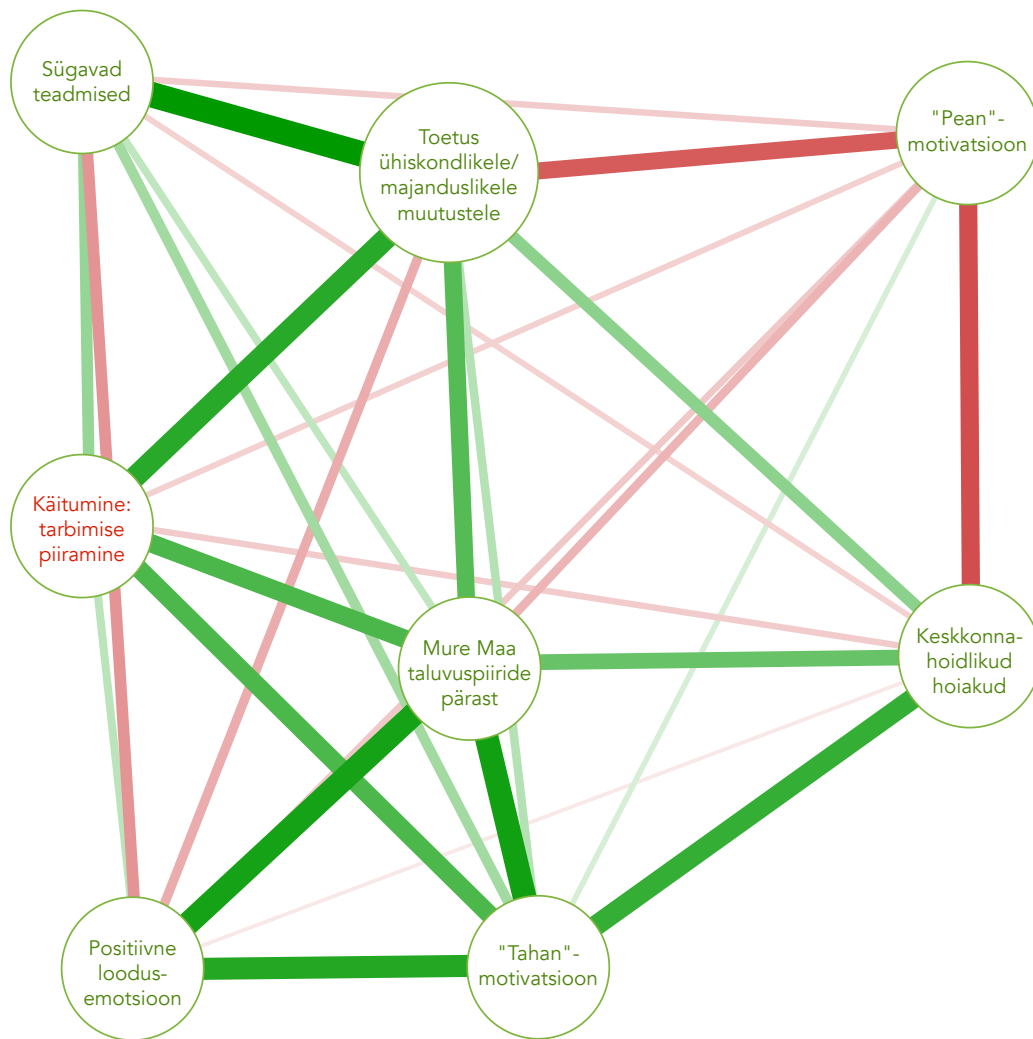 Sügavad
teadmised
Toetus
ühiskondlikele/
majanduslikele
muutustele
"Pean"-
motivatsioon
Käitumine:
tarbimise
piiramine
Mure Maa
taluvuspiiride
pärast
Keskkonna-
hoidlikud
hoiakud
Positiivne
loodus-
emotsioon
"Tahan"-
motivatsioon